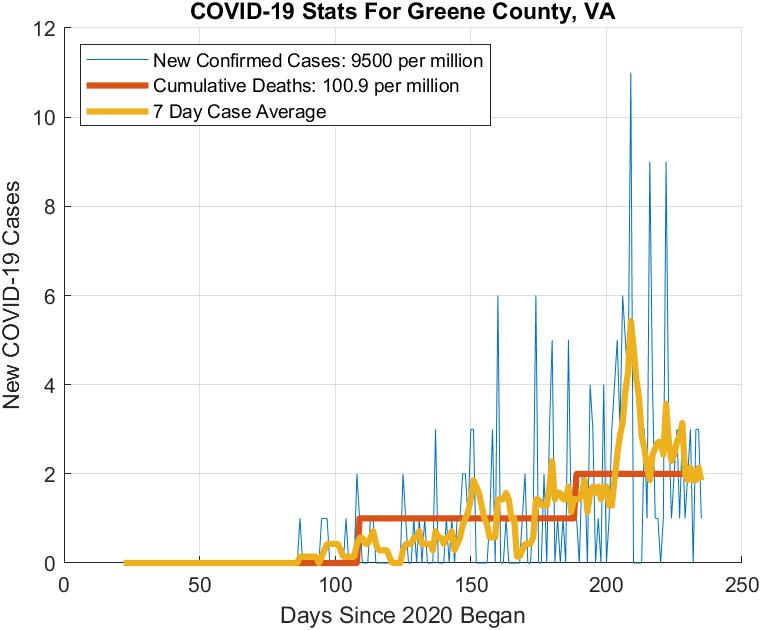 COVID-19 Stats For Greene County, VA
New Confirmed Cases: 9500 per million
Cumulative Deaths: 100.9 per million
7 Day Case Average
New COVID-19 Cases
12
10
8
6
4
2
0
0 50 100 150 200 250
Days Since 2020 Began